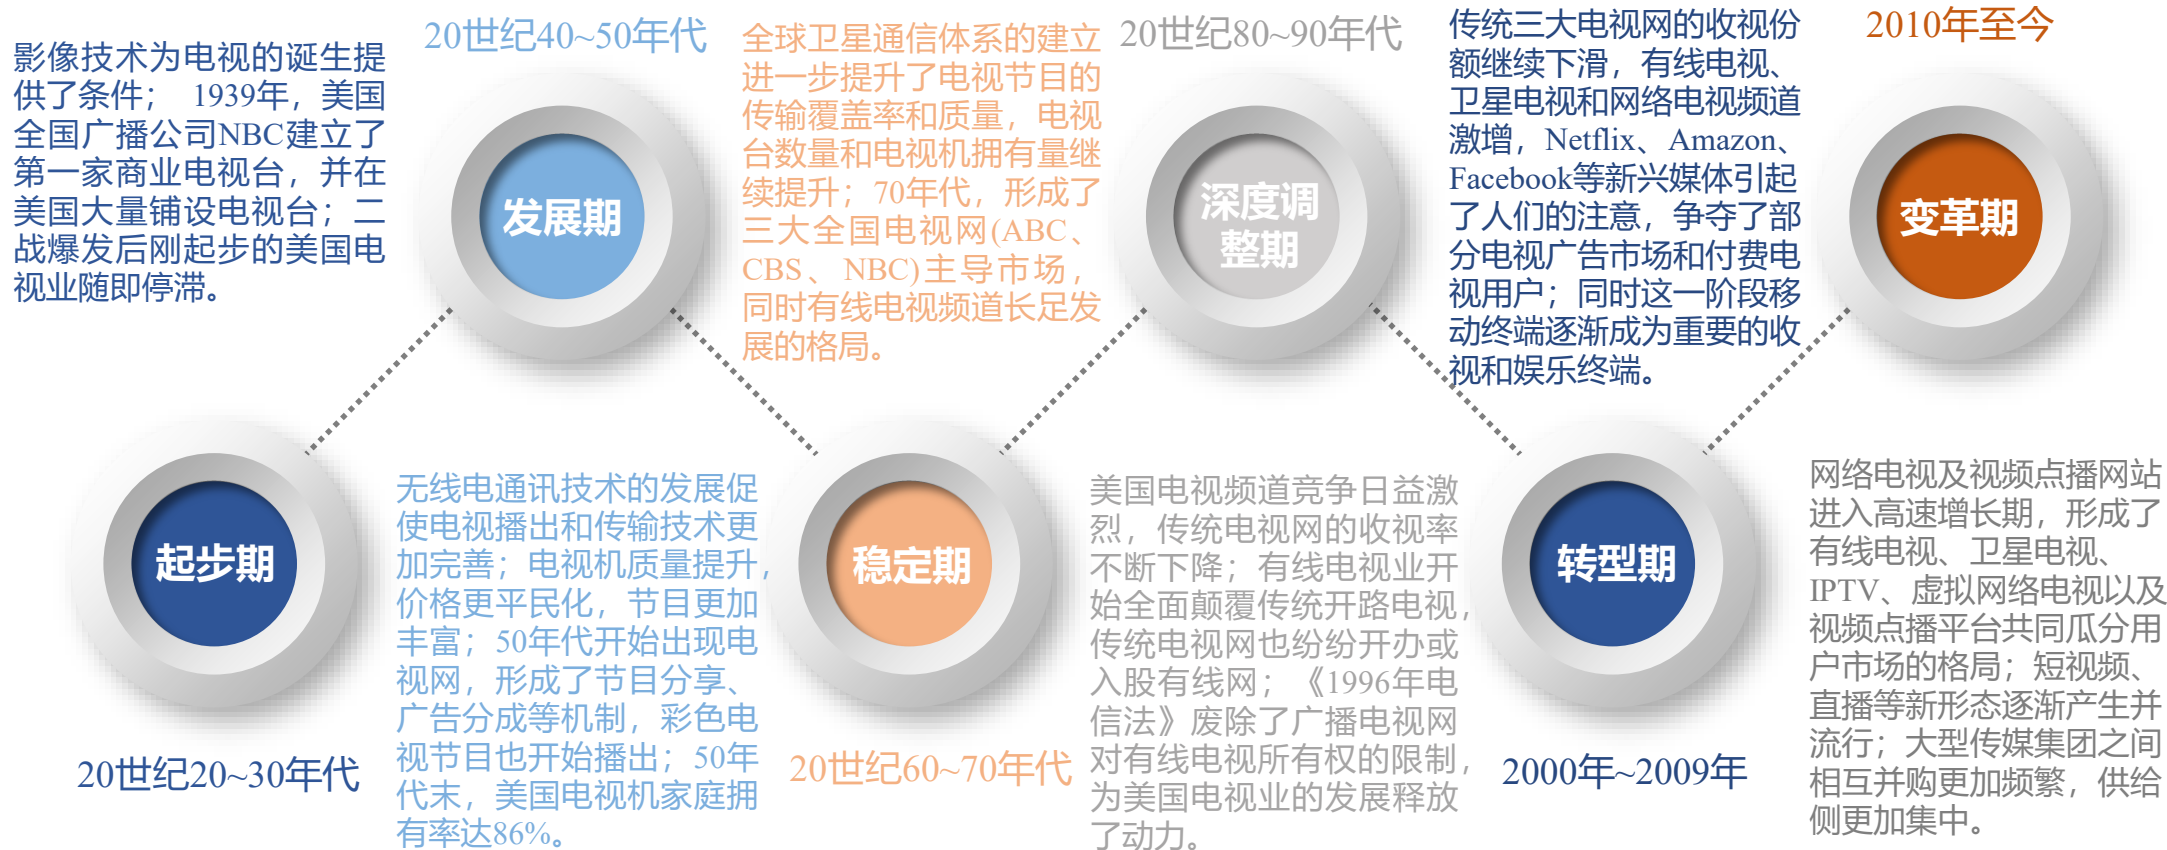 影像技术为电视的诞生提
供了条件； 1939年，美国
全国广播公司NBC建立了
第一家商业电视台，并在
美国大量铺设电视台；二
战爆发后刚起步的美国电
视业随即停滞。
起步期
20世纪20~30年代
20世纪40~50年代
发展期
无线电通讯技术的发展促
使电视播出和传输技术更
加完善；电视机质量提升，
价格更平民化，节目更加
丰富；50年代开始出现电
视网，形成了节目分享、
广告分成等机制，彩色电
视节目也开始播出；50年
代末，美国电视机家庭拥
有率达86%。
全球卫星通信体系的建立
进一步提升了电视节目的
传输覆盖率和质量，电视
台数量和电视机拥有量继
续提升；70年代，形成了
三大全国电视网(ABC、
CBS、NBC)主导市场，
同时有线电视频道长足发
展的格局。
稳定期
20世纪60~70年代
20世纪80~90年代
深度调
整期
美国电视频道竞争日益激
烈，传统电视网的收视率
不断下降；有线电视业开
始全面颠覆传统开路电视，
传统电视网也纷纷开办或
入股有线网；《1996年电
信法》废除了广播电视网
对有线电视所有权的限制，
为美国电视业的发展释放
了动力。
传统三大电视网的收视份
额继续下滑，有线电视、
卫星电视和网络电视频道
激增，Netflix、Amazon、
Facebook等新兴媒体引起
了人们的注意，争夺了部
分电视广告市场和付费电
视用户；同时这一阶段移
动终端逐渐成为重要的收
视和娱乐终端。
转型期
2000年~2009年
2010年至今
变革期
网络电视及视频点播网站
进入高速增长期，形成了
有线电视、卫星电视、
IPTV、虚拟网络电视以及
视频点播平台共同瓜分用
户市场的格局；短视频、
直播等新形态逐渐产生并
流行；大型传媒集团之间
相互并购更加频繁，供给
侧更加集中。